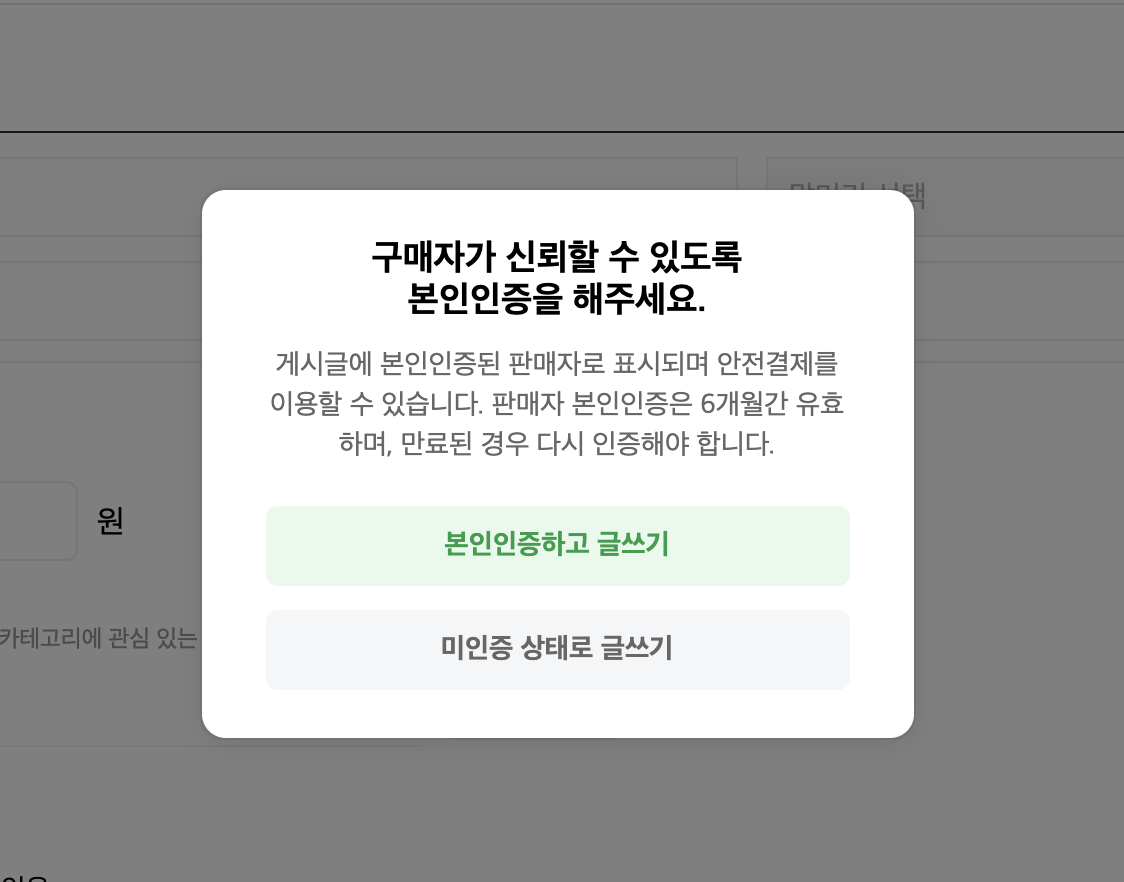 선택
구매자가 신뢰할 수 있도록
본인인증을 해주세요.
게시글에 본인인증된 판매자로 표시되며 안전결제를
이용할 수 있습니다. 판매자 본인인증은 6개월간 유효
하며, 만료된 경우 다시 인증해야 합니다.
원
본인인증하고 글쓰기
카테고리에 관심 있는
미인증 상태로 글쓰기